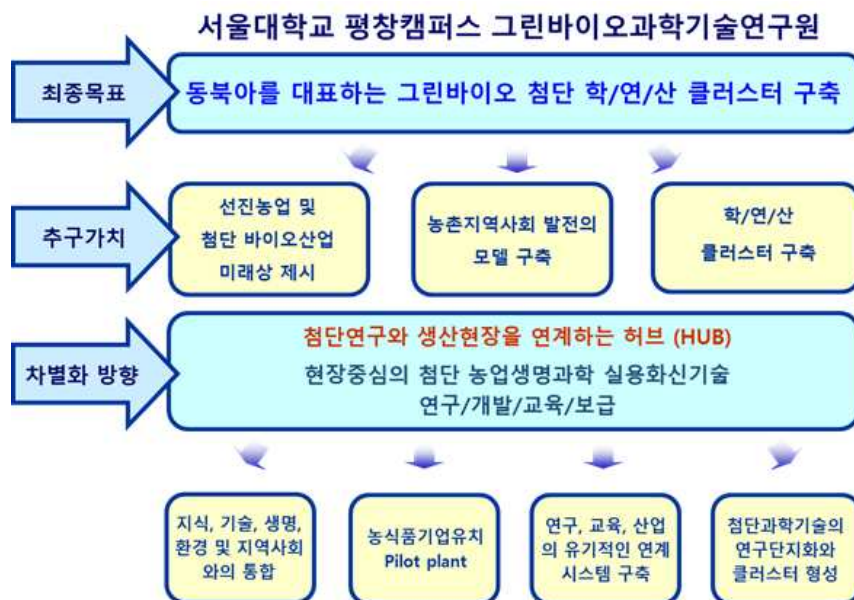 서울대학교 평창캠퍼스 그린바이오과학기술연구원
최종목표
동북아를 대표하는 그린바이오 첨단 학/연/산 클러스터 구축
추구가치
선진농업 및
첨단 바이오산업
미래상 제시
농촌지역사회 발전의
모델 구축
학/연/산
클러스터 구축
차별화 방향
첨단연구와 생산현장을 연계하는 허브 (HUB)
현장중심의 첨단 농업생명과학 실용화신기술
연구/개발/교육/보급
지식, 기술, 생명,
환경 및 지역사회
와의 통합
농식품기업유치
Pilot plant
연구, 교육, 산업
의 유기적인 연계
시스템 구축
첨단과학기술의
연구단지화와
클러스터 형성